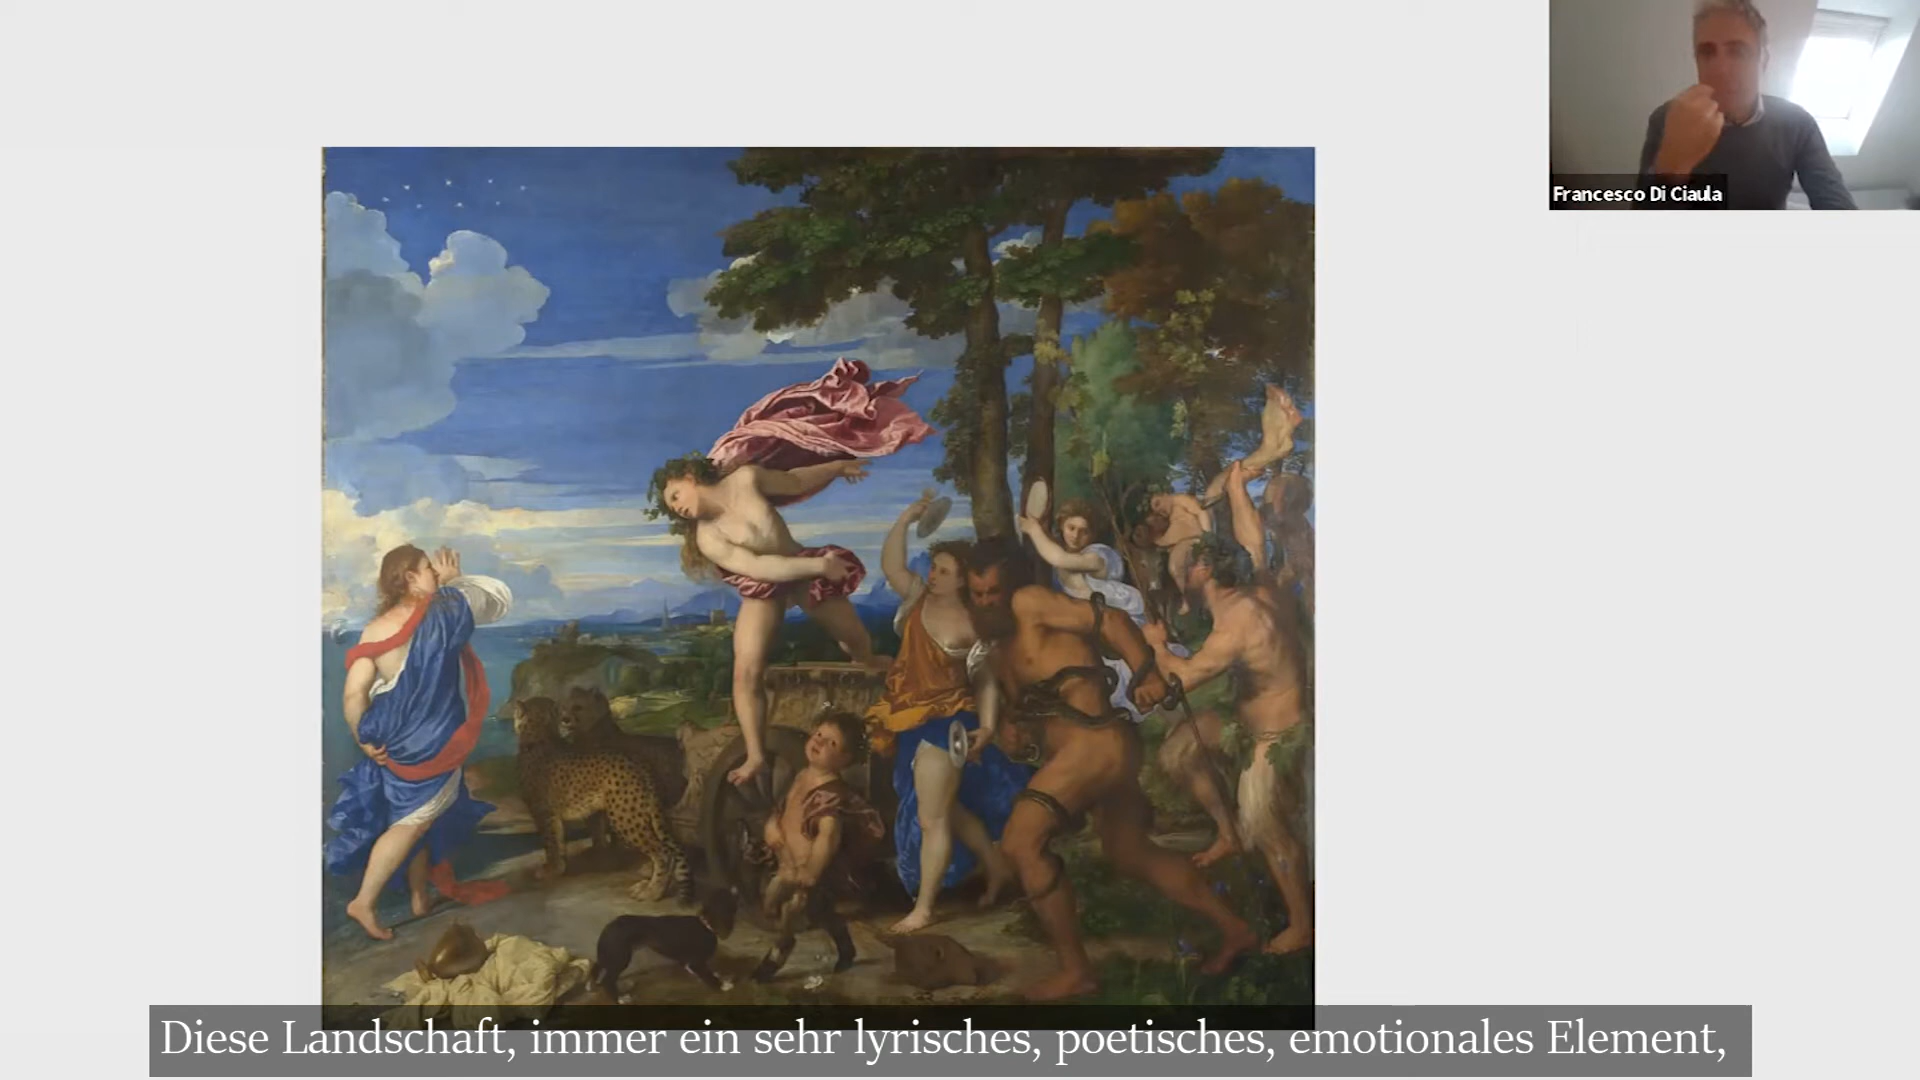 Francesco Di Ciaula
Diese Landschaft, immer ein sehr lyrisches, poetisches, emotionales Element,